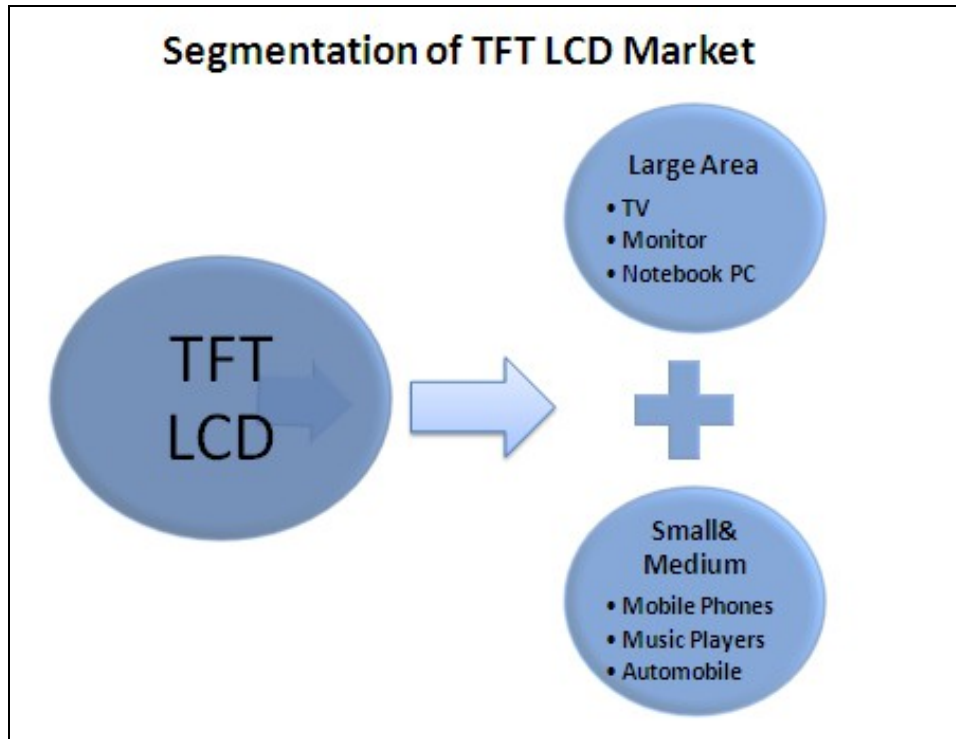 Segmentation of TFT LCD Market
TFT
LCD
Large Area
• TV
• Monitor
• Notebook PC
Small&
Medium
• Mobile Phones
• Music Players
• Automobile